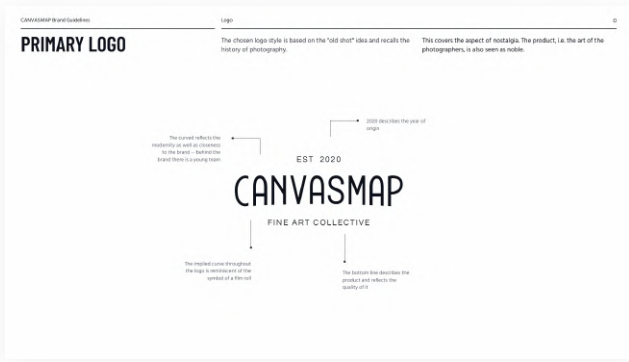 CANVASMAP Brand Guidelines
Logo
©
PRIMARY LOGO
The chosen logo style is based on the "old shot" idea and recalls the
history of photography.
This covers the aspect of nostalgia. The product, i.e. the art of the
photographers, is also seen as noble.
2020 describes the year of
origin
The curved reflects the
modernity as well as closeness
to the brand – behind the
brand there is a young team
EST 2020
CANVASMAP
FINE ART COLLECTIVE
The implied curve throughout
the logo is reminiscent of the
symbol of a film roll
The bottom line describes the
product and reflects the
quality of it